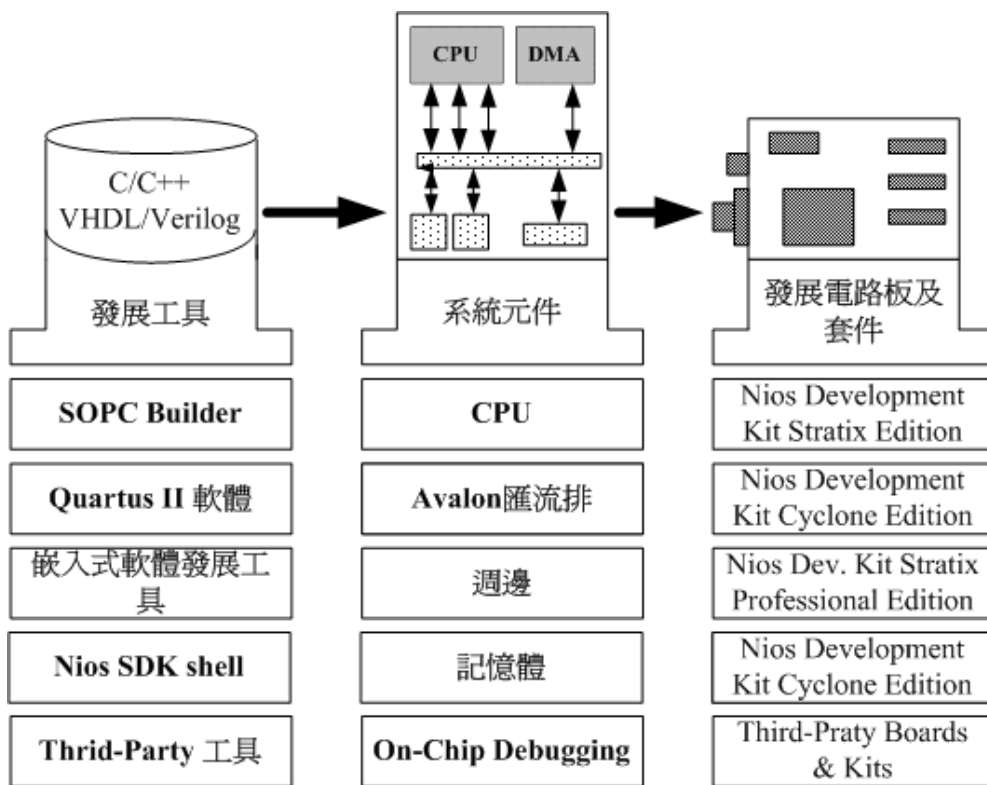 CPU
DMA
C/C++
VHDL/Verilog
發展工具
系統元件
發展電路板及
套件
SOPC Builder
CPU
Nios Development
Kit Stratix Edition
Quartus II 軟體
Avalon匯流排
Nios Development
Kit Cyclone Edition
嵌入式軟體發展工
具
週邊
Nios Dev. Kit Stratix
Professional Edition
Nios SDK shell
記憶體
Nios Development
Kit Cyclone Edition
Thrid-Party 工具
On-Chip Debugging
Third-Praty Boards
& Kits